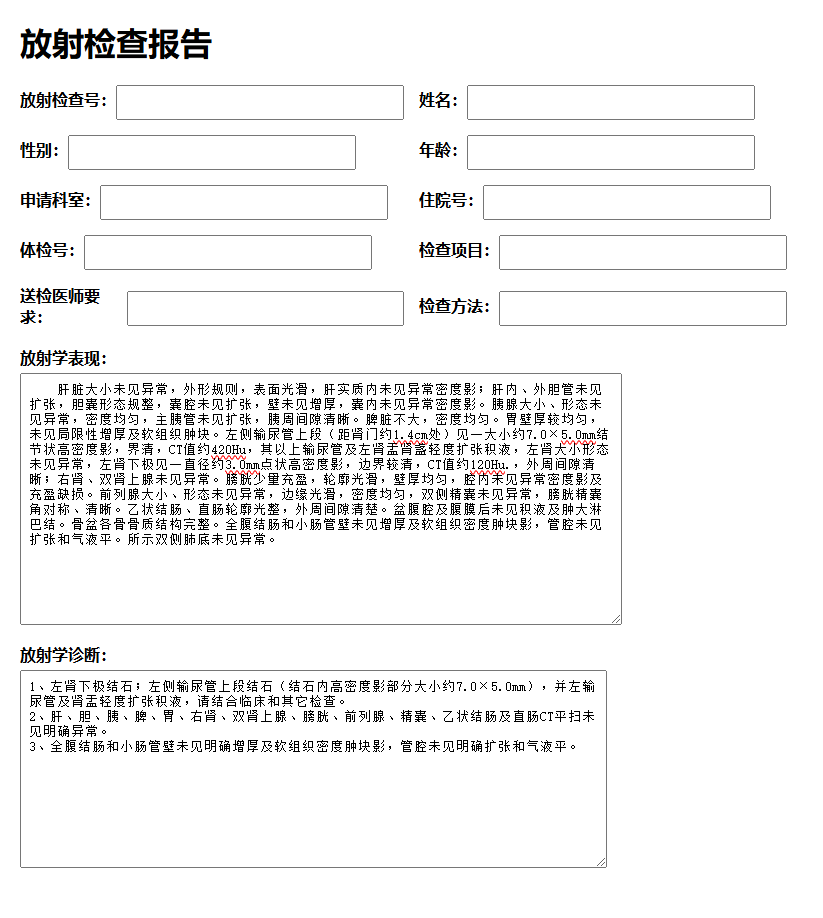 放射检查报告
放射检查号: 姓名:
性别: 年龄:
申请科室: 住院号:
体检号: 检查项目:
送检医师要
求: 检查方法:
放射学表现:
肝脏大小未见异常，外形规则，表面光滑，肝实质内未见异常密度影；肝内、外胆管未见
扩张，胆囊形态规整，囊腔未见扩张，壁未见增厚，囊内未见异常密度影。胰腺大小、形态未
见异常，密度均匀，主胰管未见扩张，胰周间隙清晰。脾脏不大，密度均匀。胃壁厚较均匀，
未见局限性增厚及软组织肿块。左侧输尿管上段（距肾门约1.4cm处）见一大小约7.0×5.0mm结
节状高密度影，界清，CT值约420Hu，其以上输尿管及左肾盂肾盏轻度扩张积液，左肾大小形态
未见异常，左肾下极见一直径约3.0mm点状高密度影，边界较清，CT值约120Hu.，外周间隙清
晰；右肾、双肾上腺未见异常。膀胱少量充盈，轮廓光滑，壁厚均匀，腔内未见异常密度影及
充盈缺损。前列腺大小、形态未见异常，边缘光滑，密度均匀，双侧精囊未见异常，膀胱精囊
角对称、清晰。乙状结肠、直肠轮廓光整，外周间隙清楚。盆腹腔及腹膜后未见积液及肿大淋
巴结。骨盆各骨骨质结构完整。全腹结肠和小肠管壁未见增厚及软组织密度肿块影，管腔未见
扩张和气液平。所示双侧肺底未见异常。
放射学诊断:
1、左肾下极结石；左侧输尿管上段结石（结石内高密度影部分大小约7.0×5.0mm），并左输
尿管及肾盂轻度扩张积液，请结合临床和其它检查。
2、肝、胆、胰、脾、胃、右肾、双肾上腺、膀胱、前列腺、精囊、乙状结肠及直肠CT平扫未
见明确异常。
3、全腹结肠和小肠管壁未见明确增厚及软组织密度肿块影，管腔未见明确扩张和气液平。